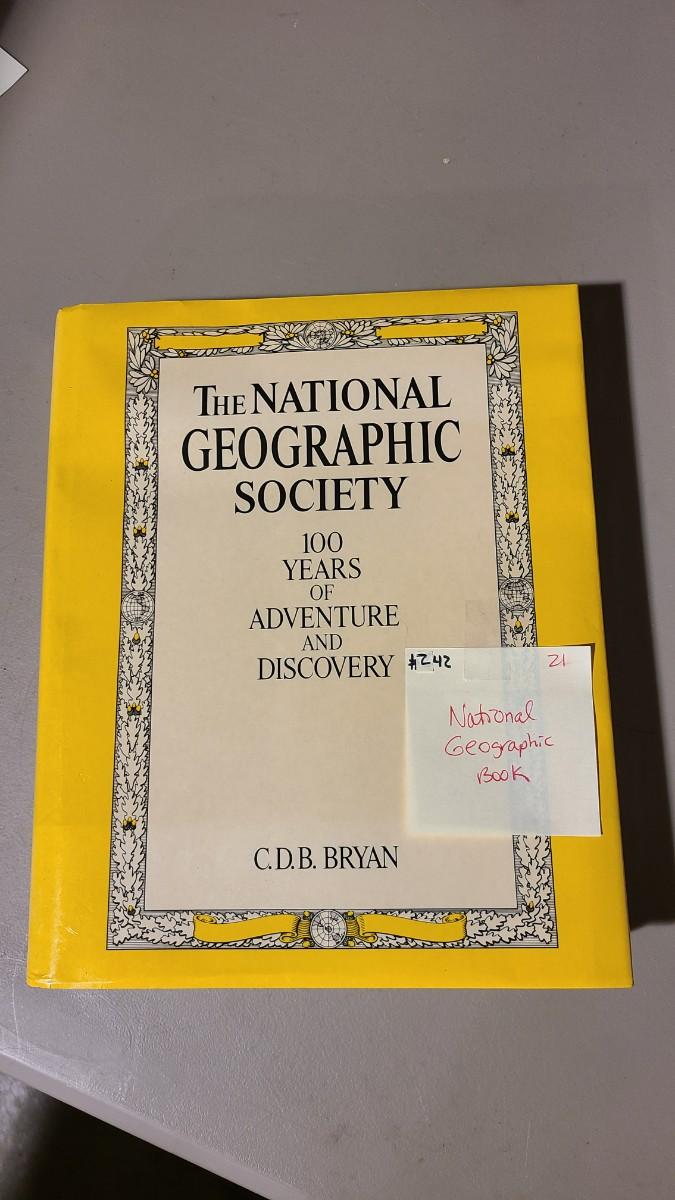 THE NATIONAL
GEOGRAPHIC
SOCIETY
100
YEARS
OF
ADVENTURE
AND
DISCOVERY
#242 21
National
Geographic
Book
C.D.B. BRYAN